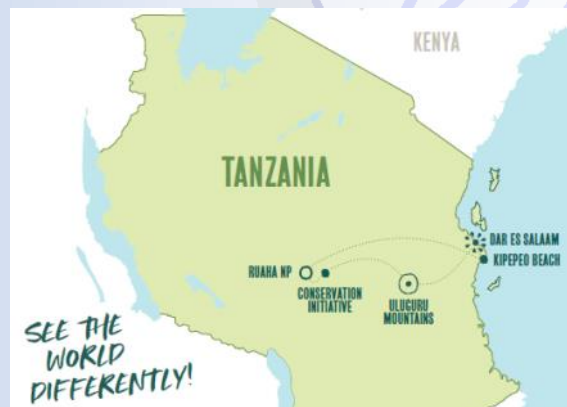 KENYA
TANZANIA
DAR ES SALAAM
KIPEPEO BEACH
RUAHA NP
CONSERVATION
INITIATIVE
ULUGURU
MOUNTAINS
SEE THE
WORLD
DIFFERENTLY!